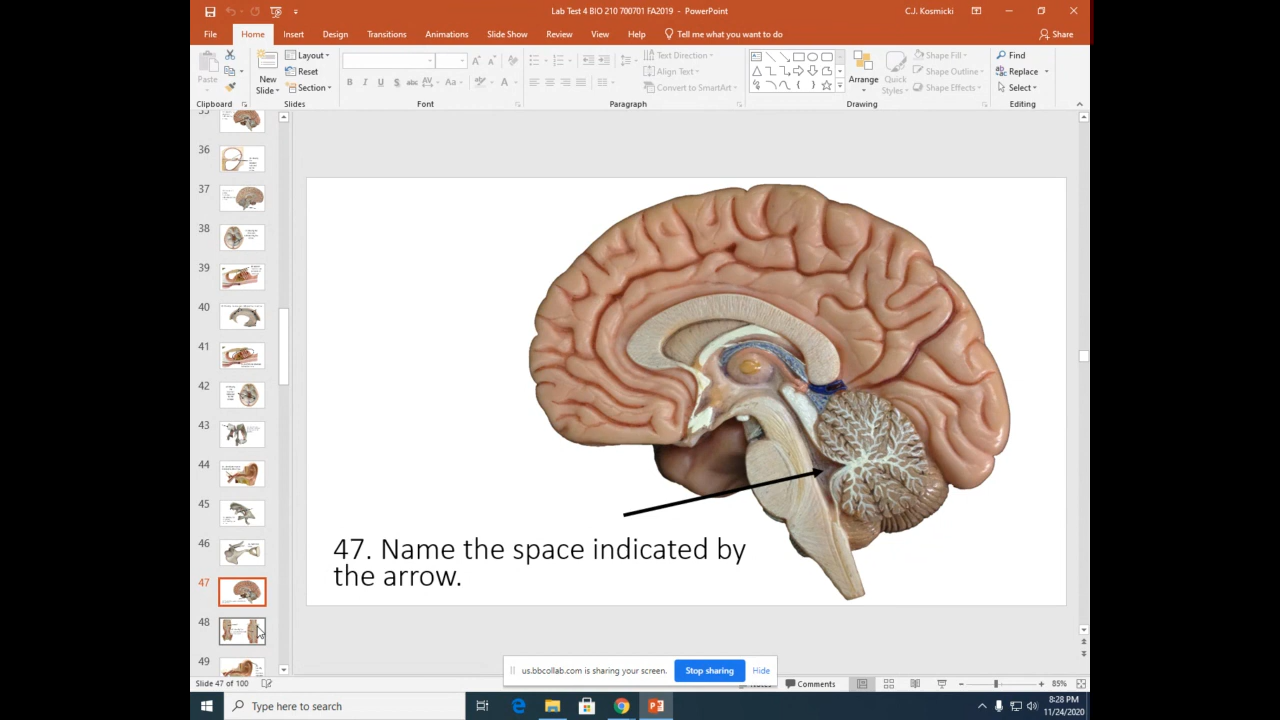 Lab Test 4 BIO 210 700701 FA2019 - PowerPoint
C.J. Kosmicki
File Home Insert Design Transitions Animations Slide Show Review View Help Tell me what you want to do Share
Paste
New Slide
Layout
Reset
Section
Text Direction
Align Text
Convert to SmartArt
Arrange
Quick Styles
Shape Fill
Shape Outline
Shape Effects
Find
Replace
Select
Clipboard Slides Font Paragraph Drawing Editing
36
37
38
39
40
41
42
43
44
45
46
47
48
49
47. Name the space indicated by
the arrow.
us.bbcollab.com is sharing your screen. Stop sharing Hide
Slide 47 of 100 Comments 85%
Type here to search
8:28 PM
11/24/2020